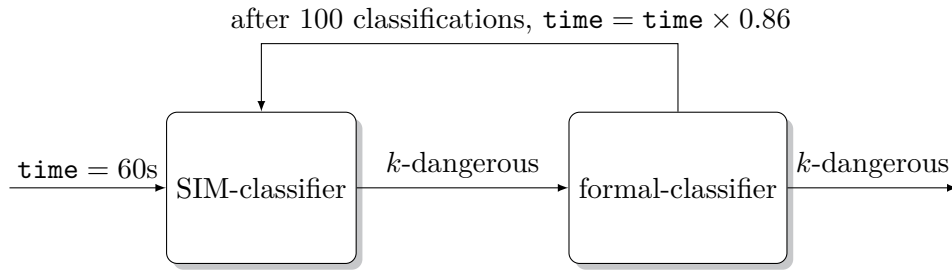 after 100 classifications, time = time × 0.86
time = 60s
SIM-classifier
k-dangerous
formal-classifier
k-dangerous